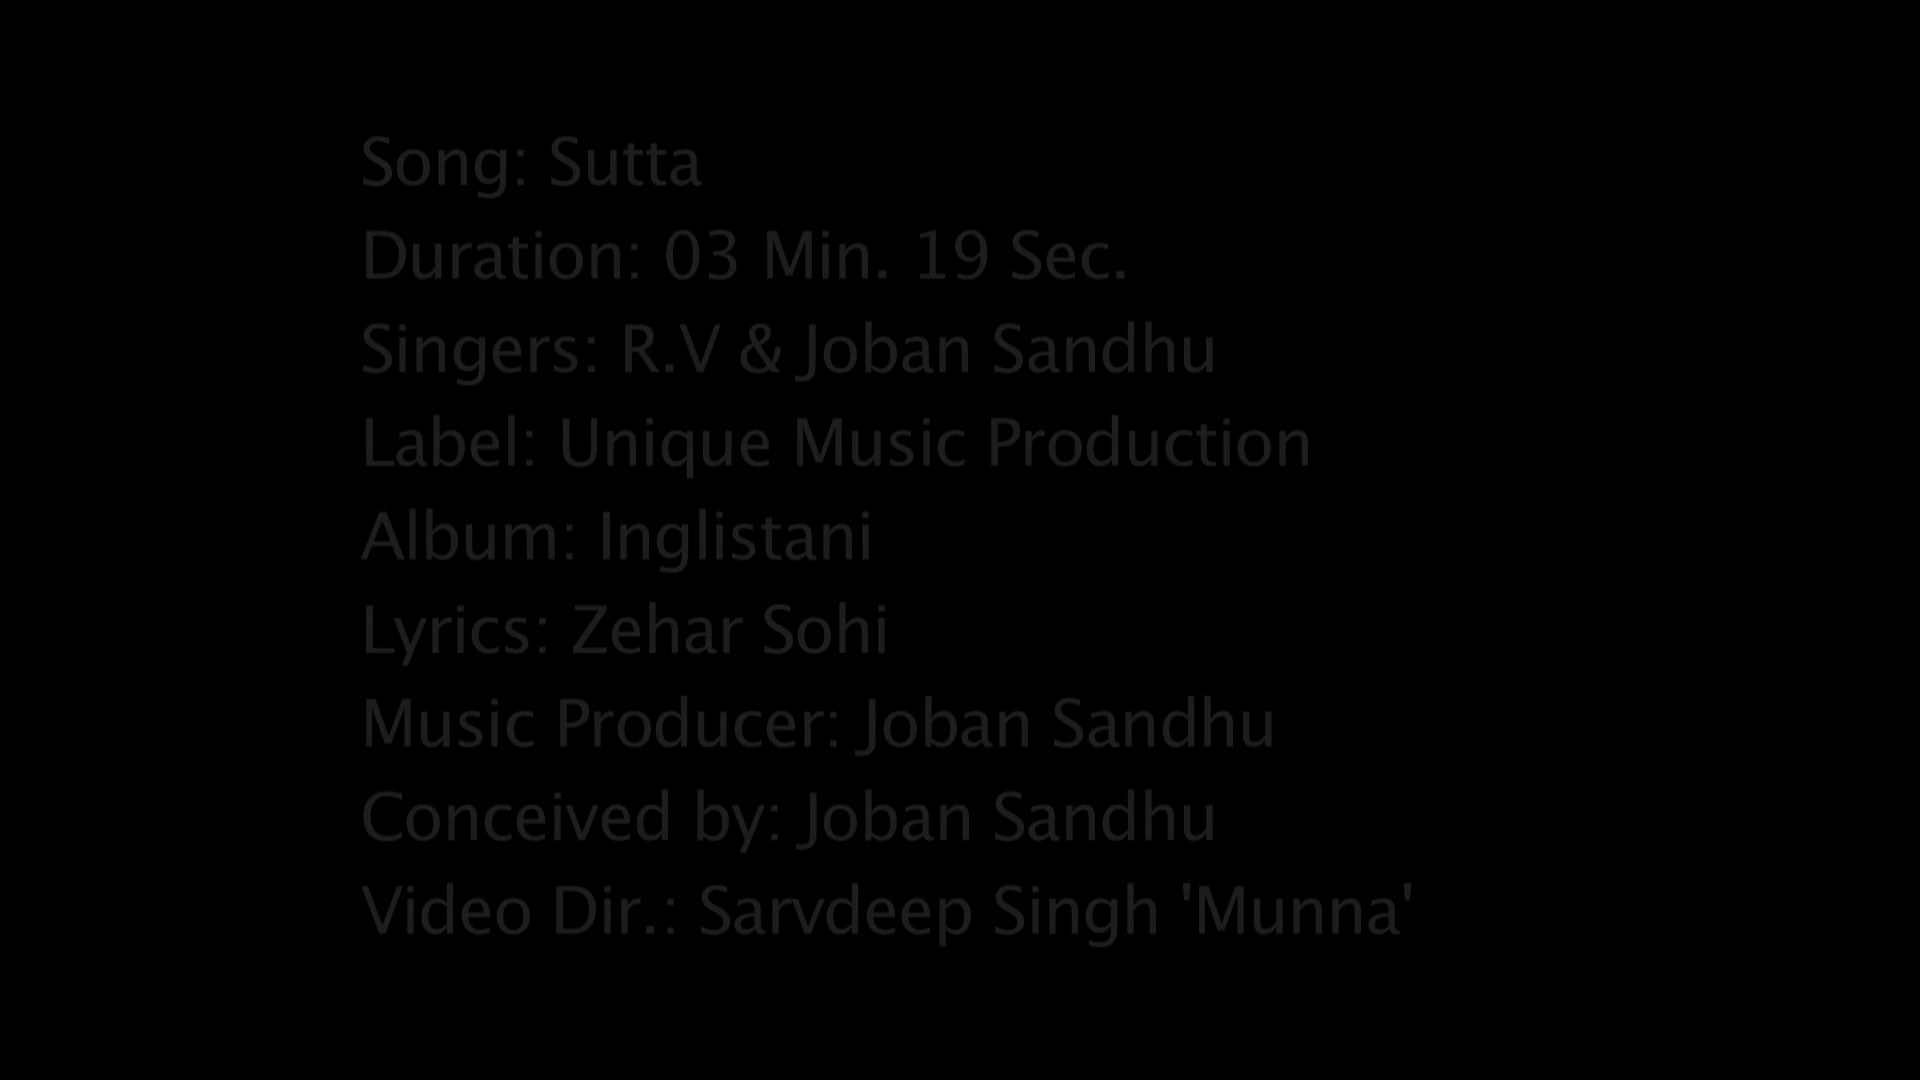 Song: Sutta
Duration: 03 Min. 19 Sec.
Singers: R.V & Joban Sandhu
Label: Unique Music Production
Album: Inglistani
Lyrics: Zehar Sohi
Music Producer: Joban Sandhu
Conceived by: Joban Sandhu
Video Dir.: Sarvdeep Singh 'Munna'